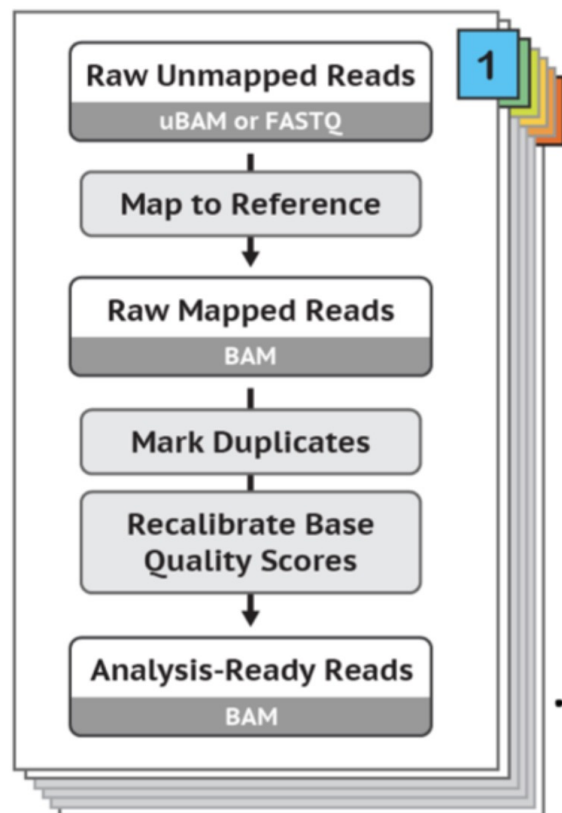 1
Raw Unmapped Reads
uBAM or FASTQ
Map to Reference
Raw Mapped Reads
BAM
Mark Duplicates
Recalibrate Base
Quality Scores
Analysis-Ready Reads
BAM